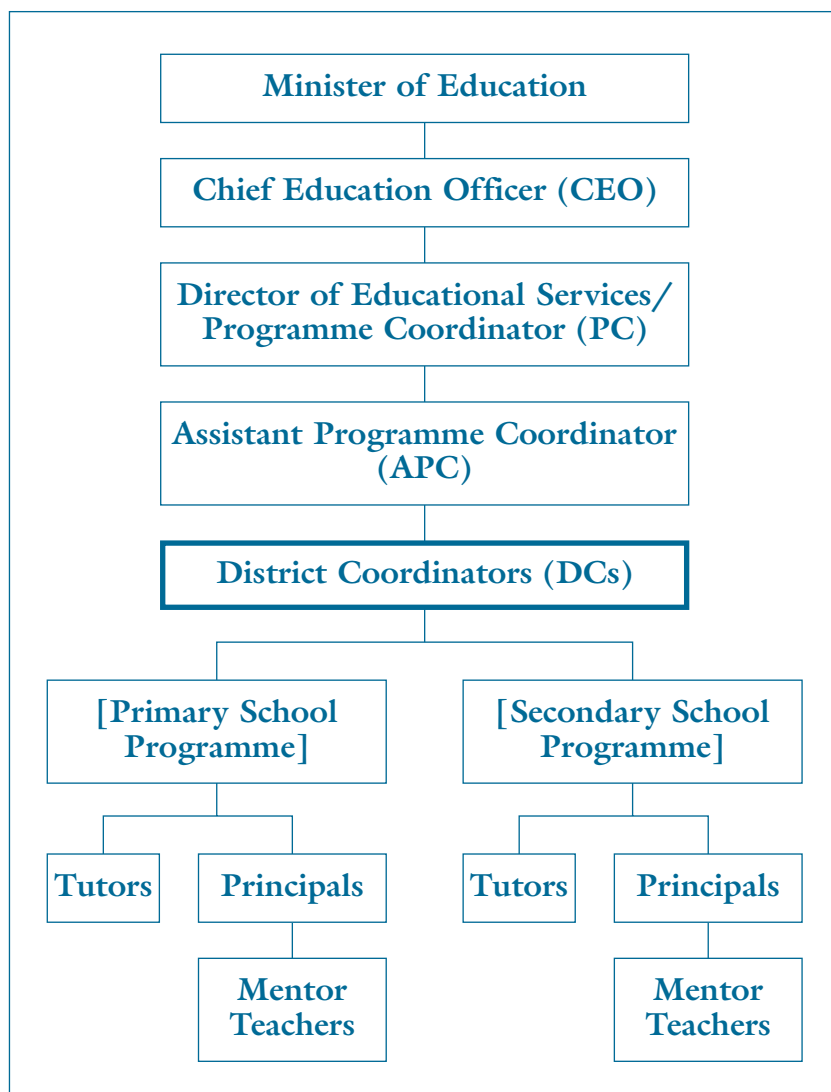 Minister of Education
Chief Education Officer (CEO)
Director of Educational Services/
Programme Coordinator (PC)
Assistant Programme Coordinator
(APC)
District Coordinators (DCs)
[Primary School
Programme]
[Secondary School
Programme]
Tutors
Principals
Tutors
Principals
Mentor
Teachers
Mentor
Teachers